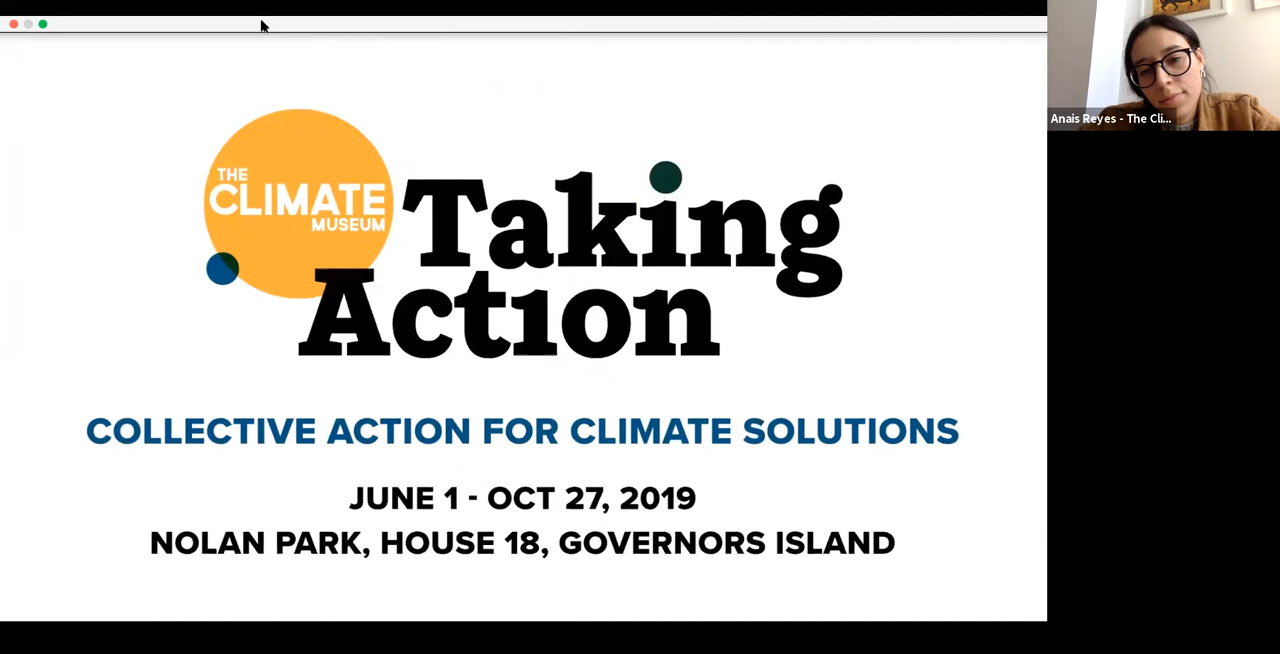 THE
CLIMATE
MUSEUM
Taking
Action
COLLECTIVE ACTION FOR CLIMATE SOLUTIONS
JUNE 1 - OCT 27, 2019
NOLAN PARK, HOUSE 18, GOVERNORS ISLAND
Anais Reyes - The Cli...